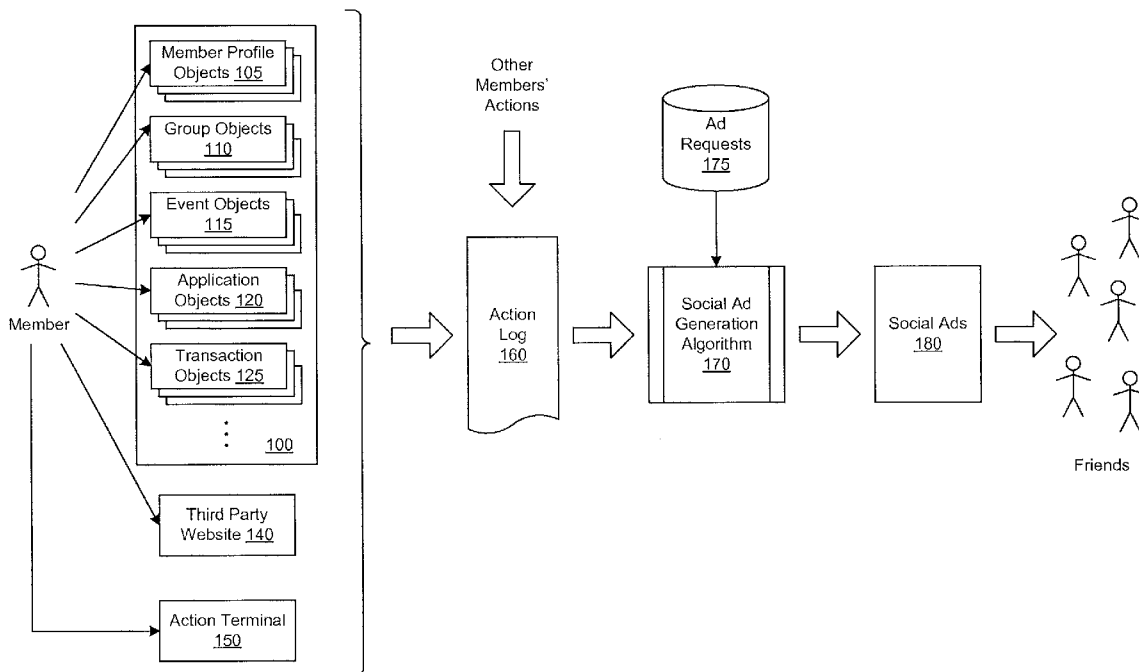 Member
Member Profile
Objects 105
Group Objects
110
Event Objects
115
Application
Objects 120
Transaction
Objects 125
100
Third Party
Website 140
Action Terminal
150
Other
Members'
Actions
Action
Log
160
Ad
Requests
175
Social Ad
Generation
Algorithm
170
Social Ads
180
Friends